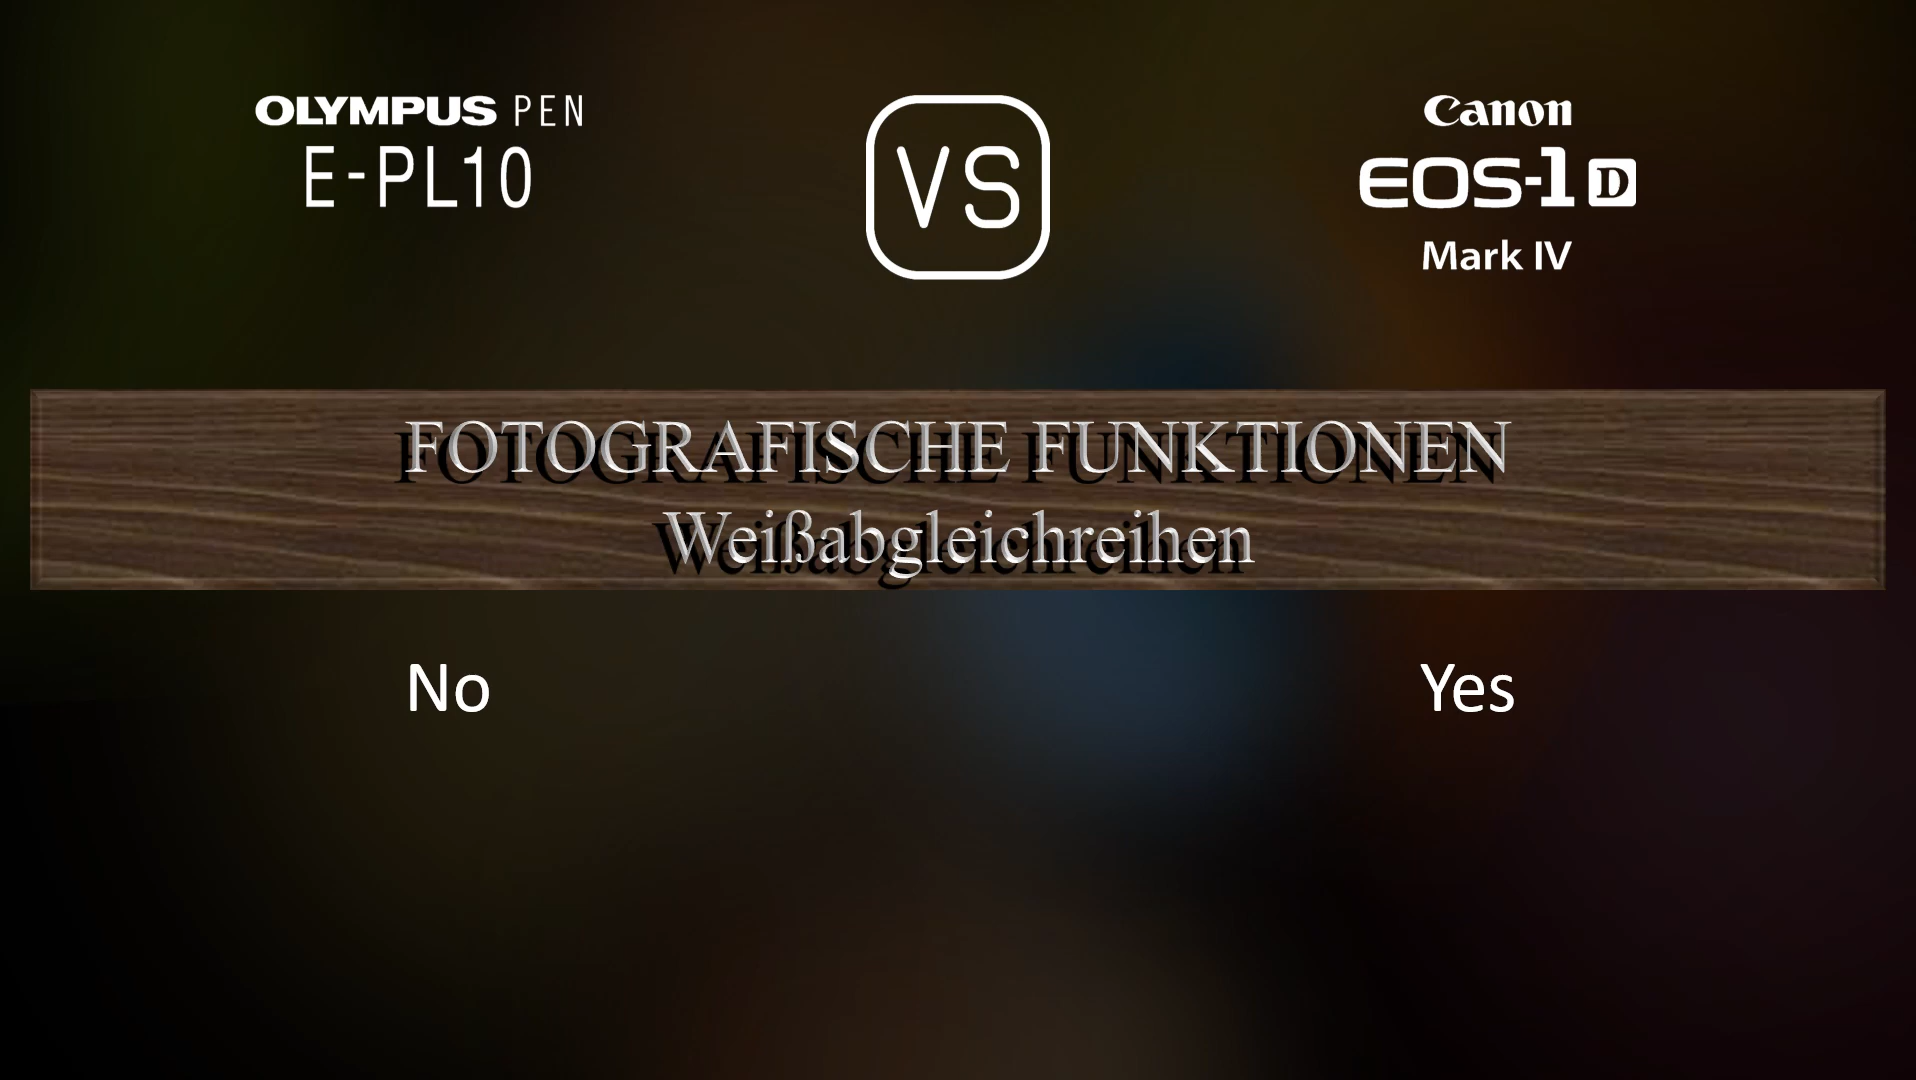 OLYMPUS PEN
E-PL10
VS
Canon
EOS-1D
Mark IV
FOTOGRAFISCHE FUNKTIONEN
Weißabgleichreihen
No
Yes